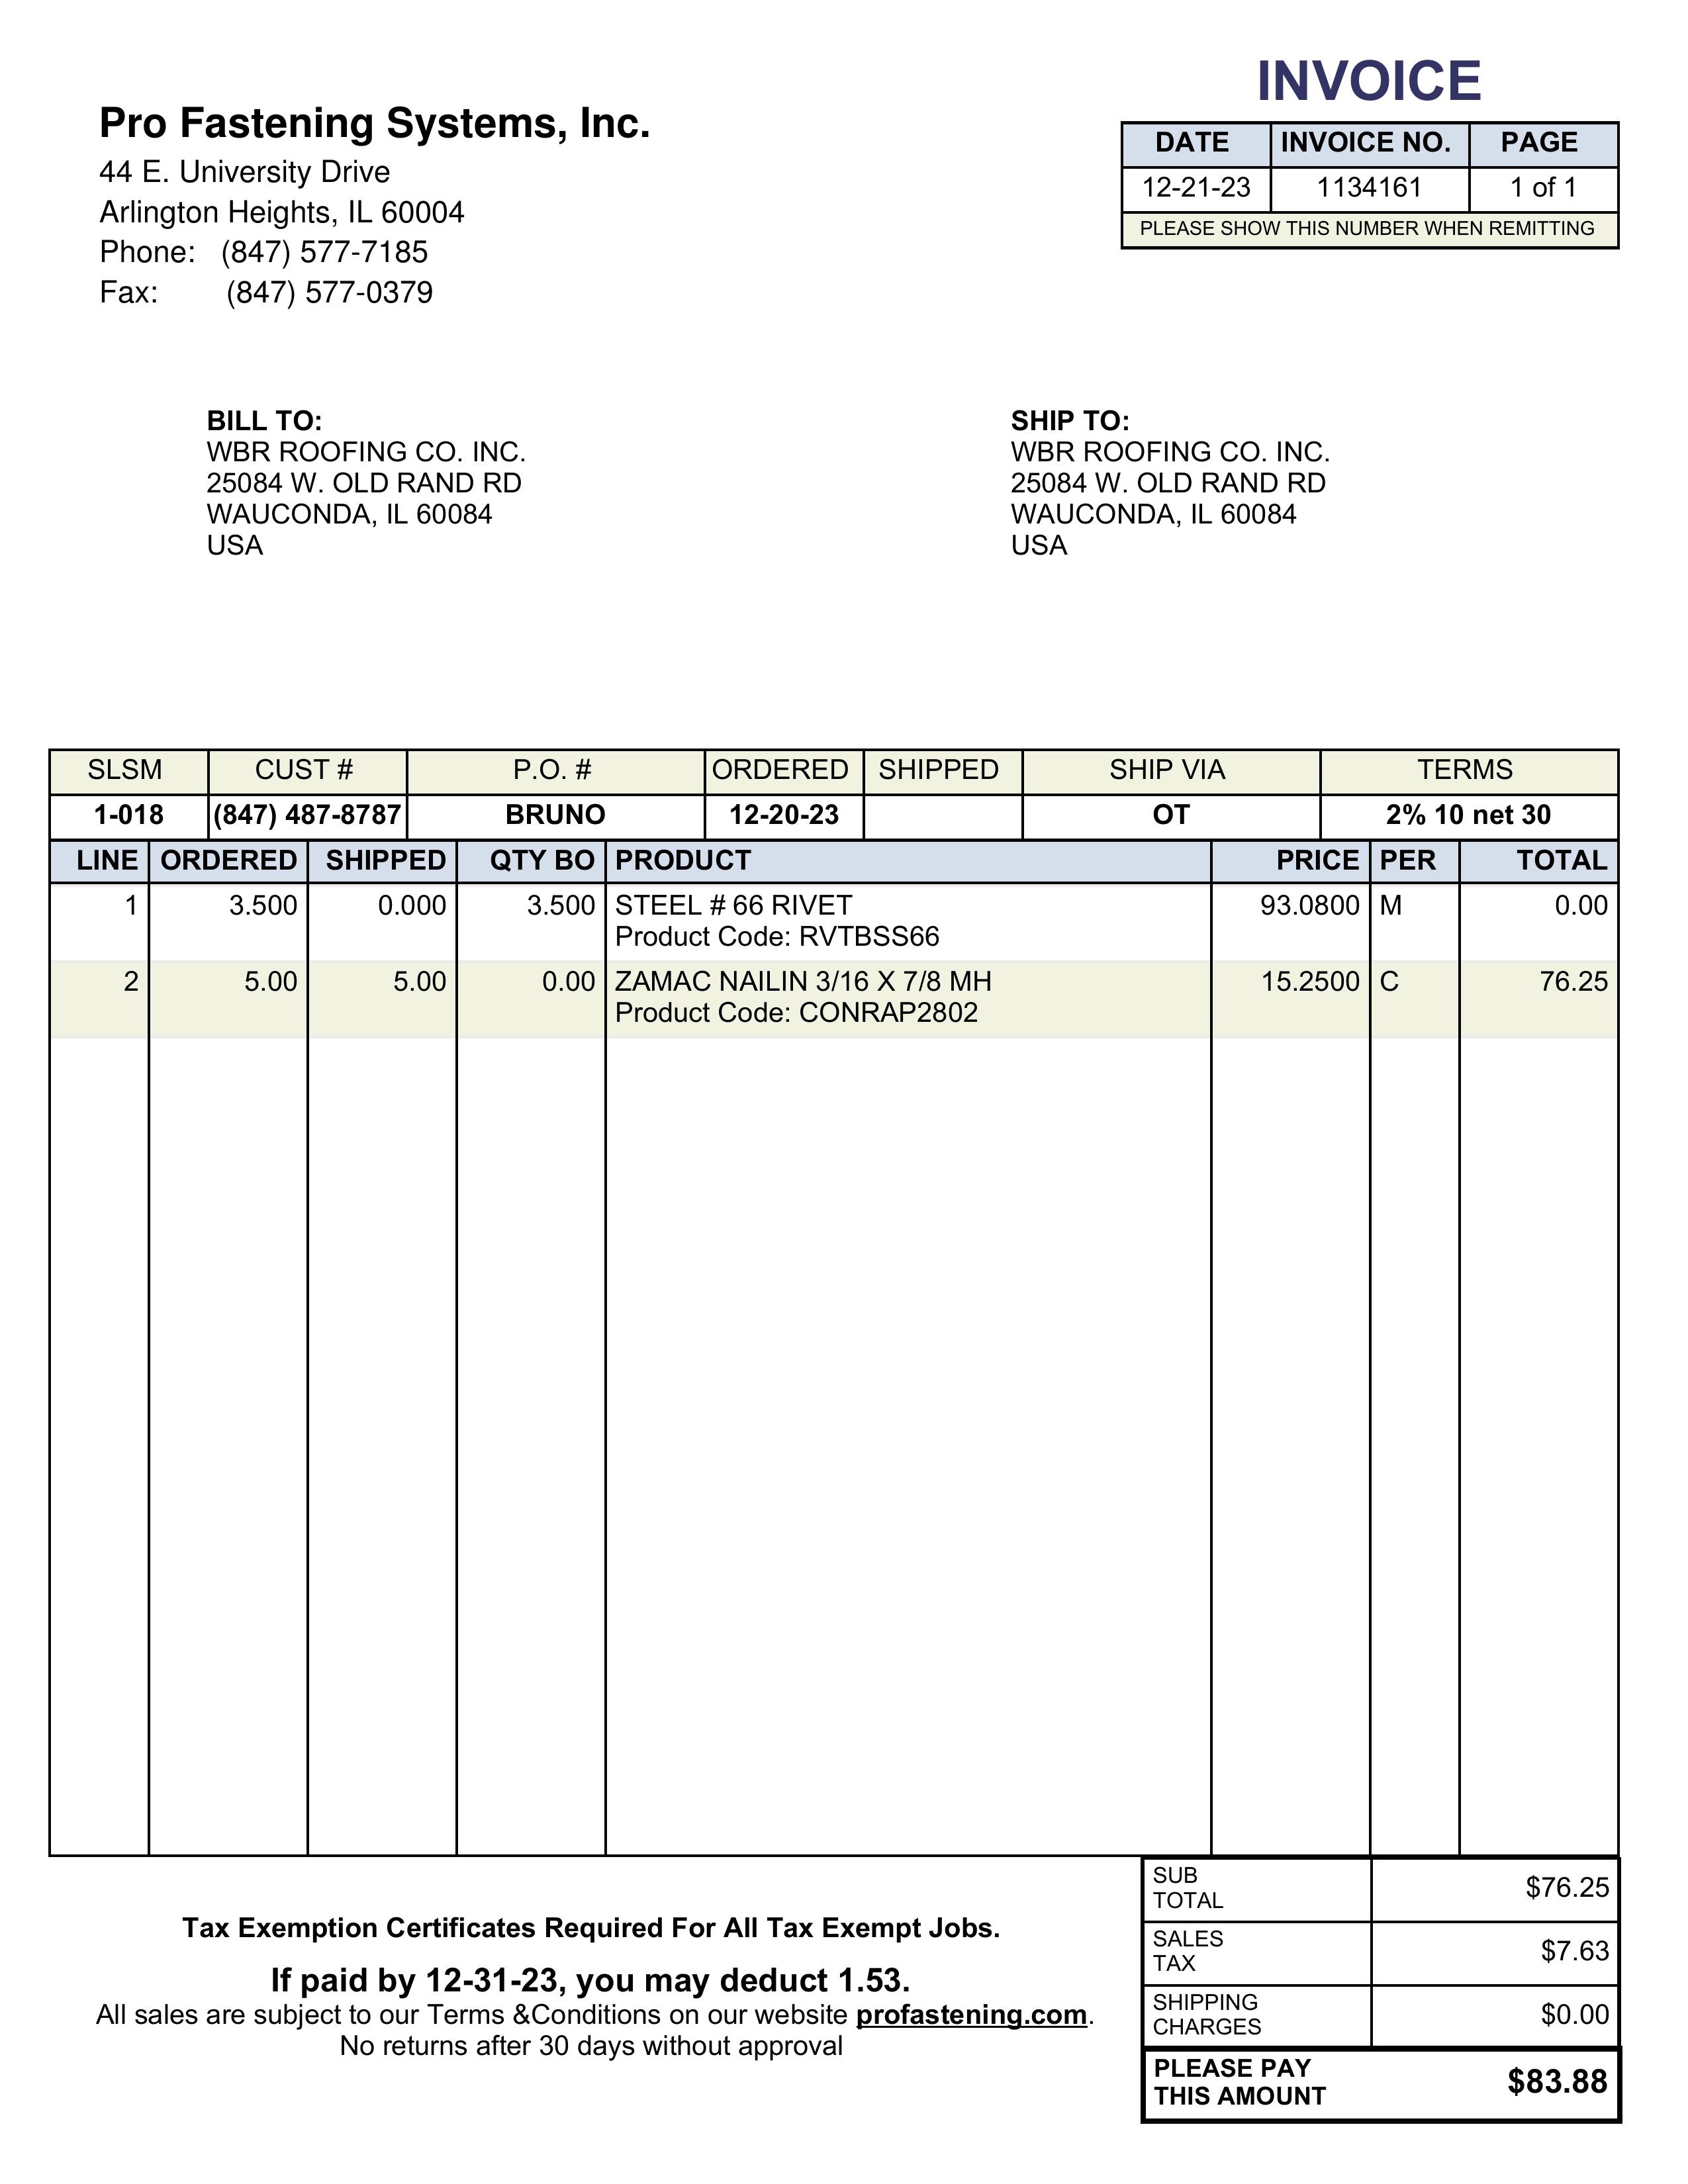 INVOICE
Pro Fastening Systems, Inc.
44 E. University Drive
Arlington Heights, IL 60004
Phone: (847) 577-7185
Fax: (847) 577-0379
DATE INVOICE NO. PAGE
12-21-23 1134161 1 of 1
PLEASE SHOW THIS NUMBER WHEN REMITTING
BILL TO:
WBR ROOFING CO. INC.
25084 W. OLD RAND RD
WAUCONDA, IL 60084
USA
SHIP TO:
WBR ROOFING CO. INC.
25084 W. OLD RAND RD
WAUCONDA, IL 60084
USA
SLSM CUST # P.O. # ORDERED SHIPPED SHIP VIA TERMS
1-018 (847) 487-8787 BRUNO 12-20-23 OT 2% 10 net 30
LINE ORDERED SHIPPED QTY BO PRODUCT PRICE PER TOTAL
1 3.500 0.000 3.500 STEEL # 66 RIVET 93.0800 M 0.00
Product Code: RVTBSS66
2 5.00 5.00 0.00 ZAMAC NAILIN 3/16 X 7/8 MH 15.2500 C 76.25
Product Code: CONRAP2802
Tax Exemption Certificates Required For All Tax Exempt Jobs.
If paid by 12-31-23, you may deduct 1.53.
All sales are subject to our Terms &Conditions on our website profastening.com.
No returns after 30 days without approval
SUB
TOTAL $76.25
SALES
TAX $7.63
SHIPPING
CHARGES $0.00
PLEASE PAY
THIS AMOUNT $83.88